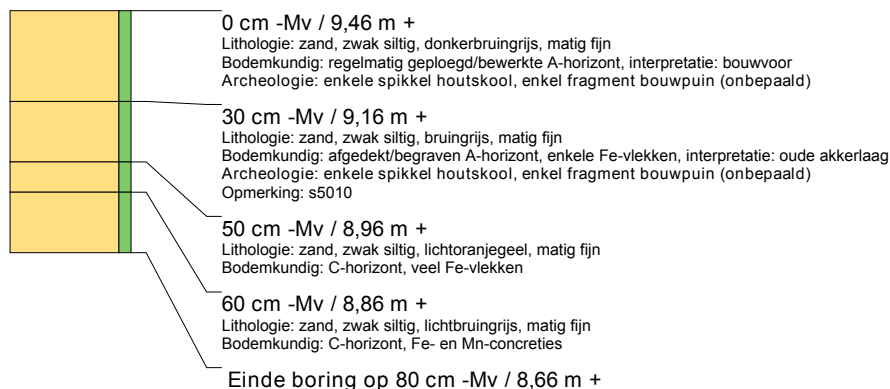 0 cm -Mv / 9,46 m +
Lithologie: zand, zwak siltig, donkerbruingrijs, matig fijn
Bodemkundig: regelmatig geploegd/bewerkte A-horizont, interpretatie: bouwvoor
Archeologie: enkele spikkel houtskool, enkel fragment bouwpuin (onbepaald)
30 cm -Mv / 9,16 m +
Lithologie: zand, zwak siltig, bruingrijs, matig fijn
Bodemkundig: afgedekt/begraven A-horizont, enkele Fe-vlekken, interpretatie: oude akkerlaag
Archeologie: enkele spikkel houtskool, enkel fragment bouwpuin (onbepaald)
Opmerking: s5010
50 cm -Mv / 8,96 m +
Lithologie: zand, zwak siltig, lichtoranjegeel, matig fijn
Bodemkundig: C-horizont, veel Fe-vlekken
60 cm -Mv / 8,86 m +
Lithologie: zand, zwak siltig, lichtbruingrijs, matig fijn
Bodemkundig: C-horizont, Fe- en Mn-concreties
Einde boring op 80 cm -Mv / 8,66 m +